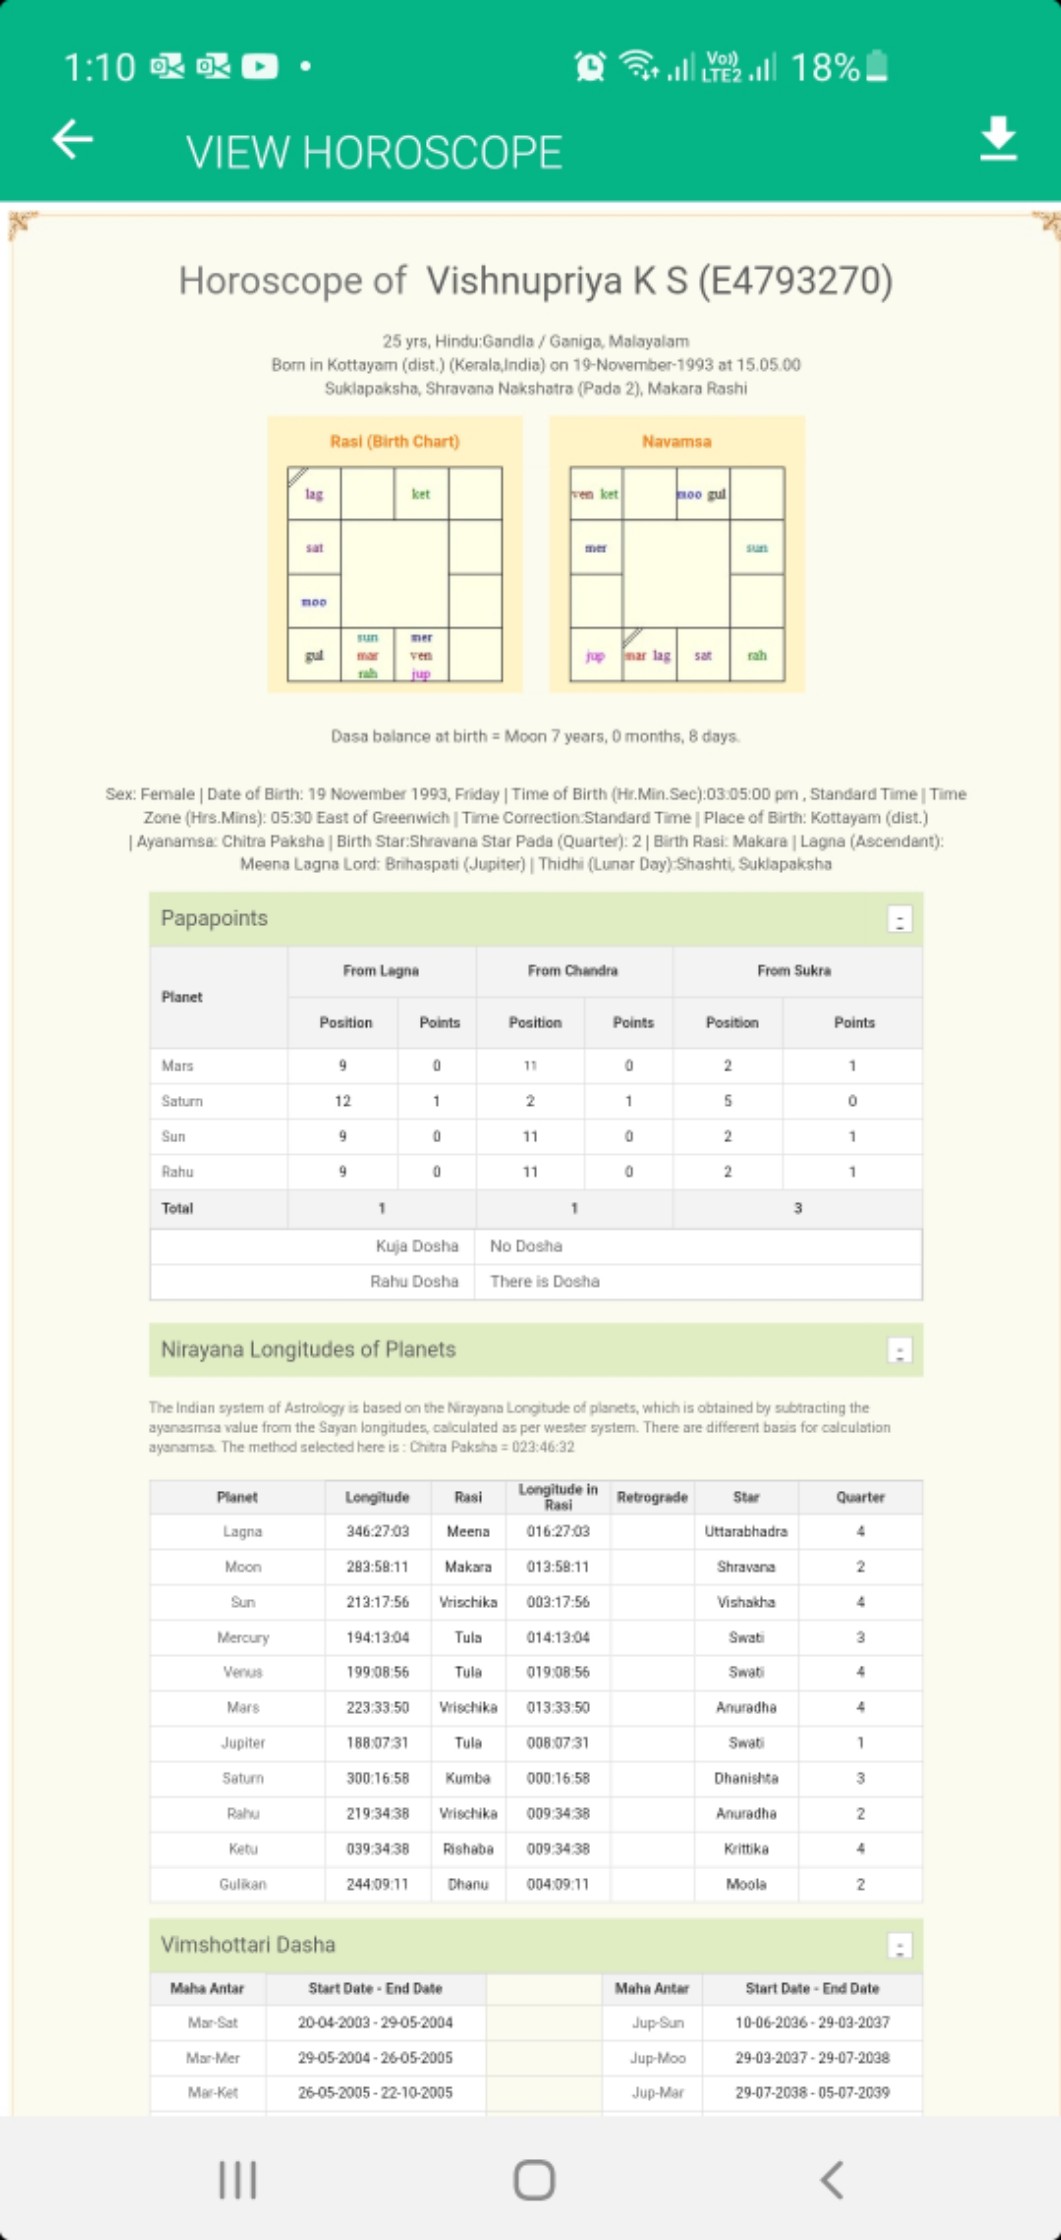 1:10 Vo)) LTE2 18%
VIEW HOROSCOPE
Horoscope of Vishnupriya K S (E4793270)
25 yrs, Hindu:Gandla / Ganiga, Malayalam
Born in Kottayam (dist.) (Kerala,India) on 19-November-1993 at 15.05.00
Suklapaksha, Shravana Nakshatra (Pada 2), Makara Rashi
Rasi (Birth Chart) Navamsa
lag ket ven ket moo gul
sat mer sun
moo
sun mer
gul mar ven jup mar lag sat rah
rah jup
Dasa balance at birth = Moon 7 years, 0 months, 8 days.
Sex: Female | Date of Birth: 19 November 1993, Friday | Time of Birth (Hr.Min.Sec):03:05:00 pm , Standard Time | Time
Zone (Hrs.Mins): 05:30 East of Greenwich | Time Correction:Standard Time | Place of Birth: Kottayam (dist.)
| Ayanamsa: Chitra Paksha | Birth Star:Shravana Star Pada (Quarter): 2 | Birth Rasi: Makara | Lagna (Ascendant):
Meena Lagna Lord: Brihaspati (Jupiter) | Thidhi (Lunar Day):Shashti, Suklapaksha
Papapoints
Planet From Lagna From Chandra From Sukra
Position Points Position Points Position Points
Mars 9 0 11 0 2 1
Saturn 12 1 2 1 5 0
Sun 9 0 11 0 2 1
Rahu 9 0 11 0 2 1
Total 1 1 3
Kuja Dosha No Dosha
Rahu Dosha There is Dosha
Nirayana Longitudes of Planets
The Indian system of Astrology is based on the Nirayana Longitude of planets, which is obtained by subtracting the
ayanasmsa value from the Sayan longitudes, calculated as per wester system. There are different basis for calculation
ayanamsa. The method selected here is : Chitra Paksha = 023:46:32
Planet Longitude Rasi Longitude in Rasi Retrograde Star Quarter
Lagna 346:27:03 Meena 016:27:03 Uttarabhadra 4
Moon 283:58:11 Makara 013:58:11 Shravana 2
Sun 213:17:56 Vrischika 003:17:56 Vishakha 4
Mercury 194:13:04 Tula 014:13:04 Swati 3
Venus 199:08:56 Tula 019:08:56 Swati 4
Mars 223:33:50 Vrischika 013:33:50 Anuradha 4
Jupiter 188:07:31 Tula 008:07:31 Swati 1
Saturn 300:16:58 Kumba 000:16:58 Dhanishta 3
Rahu 219:34:38 Vrischika 009:34:38 Anuradha 2
Ketu 039:34:38 Rishaba 009:34:38 Krittika 4
Gulikan 244:09:11 Dhanu 004:09:11 Moola 2
Vimshottari Dasha
Maha Antar Start Date - End Date Maha Antar Start Date - End Date
Mar-Sat 20-04-2003 - 29-05-2004 Jup-Sun 10-06-2036 - 29-03-2037
Mar-Mer 29-05-2004 - 26-05-2005 Jup-Moo 29-03-2037 - 29-07-2038
Mar-Ket 26-05-2005 - 22-10-2005 Jup-Mar 29-07-2038 - 05-07-2039